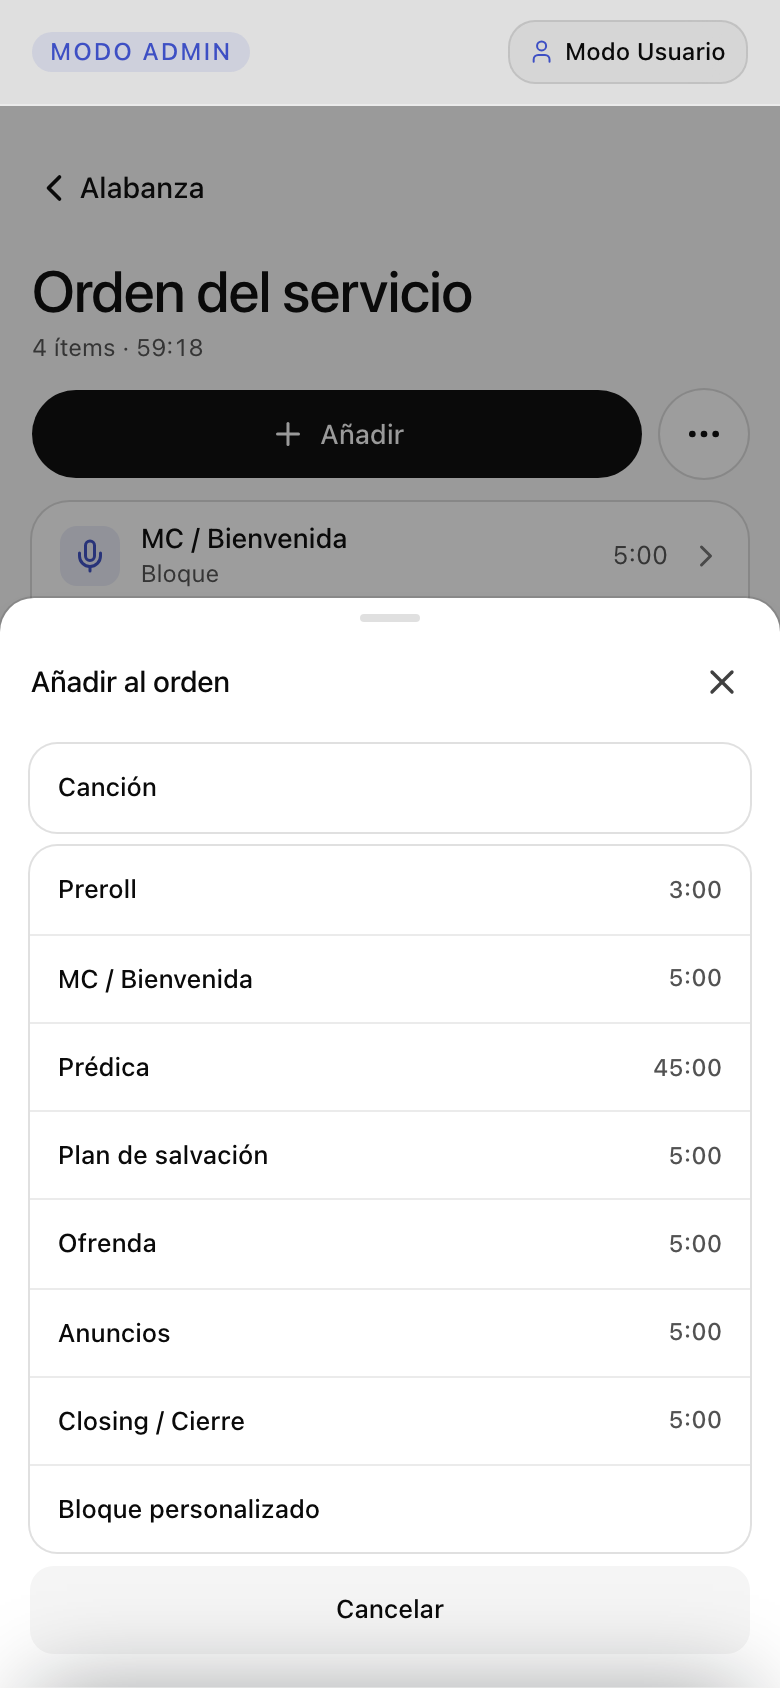 MODO ADMIN
Modo Usuario
Alabanza
Orden del servicio
4 ítems · 59:18
Añadir
MC / Bienvenida
Bloque
5:00
Añadir al orden
Canción
Preroll 3:00
MC / Bienvenida 5:00
Prédica 45:00
Plan de salvación 5:00
Ofrenda 5:00
Anuncios 5:00
Closing / Cierre 5:00
Bloque personalizado
Cancelar